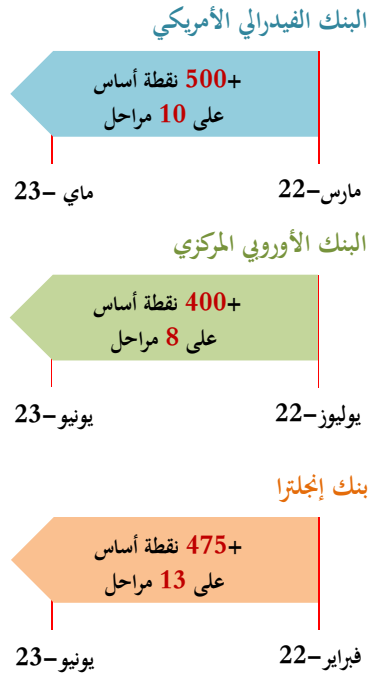 البنك الفيدرالي الأمريكي
+500 نقطة أساس
على 10 مراحل
مارس–22
ماي –23
البنك الأوروبي المركزي
+400 نقطة أساس
على 8 مراحل
يوليوز–22
يونيو–23
بنك إنجلترا
+475 نقطة أساس
على 13 مراحل
فبراير–22
يونيو–23